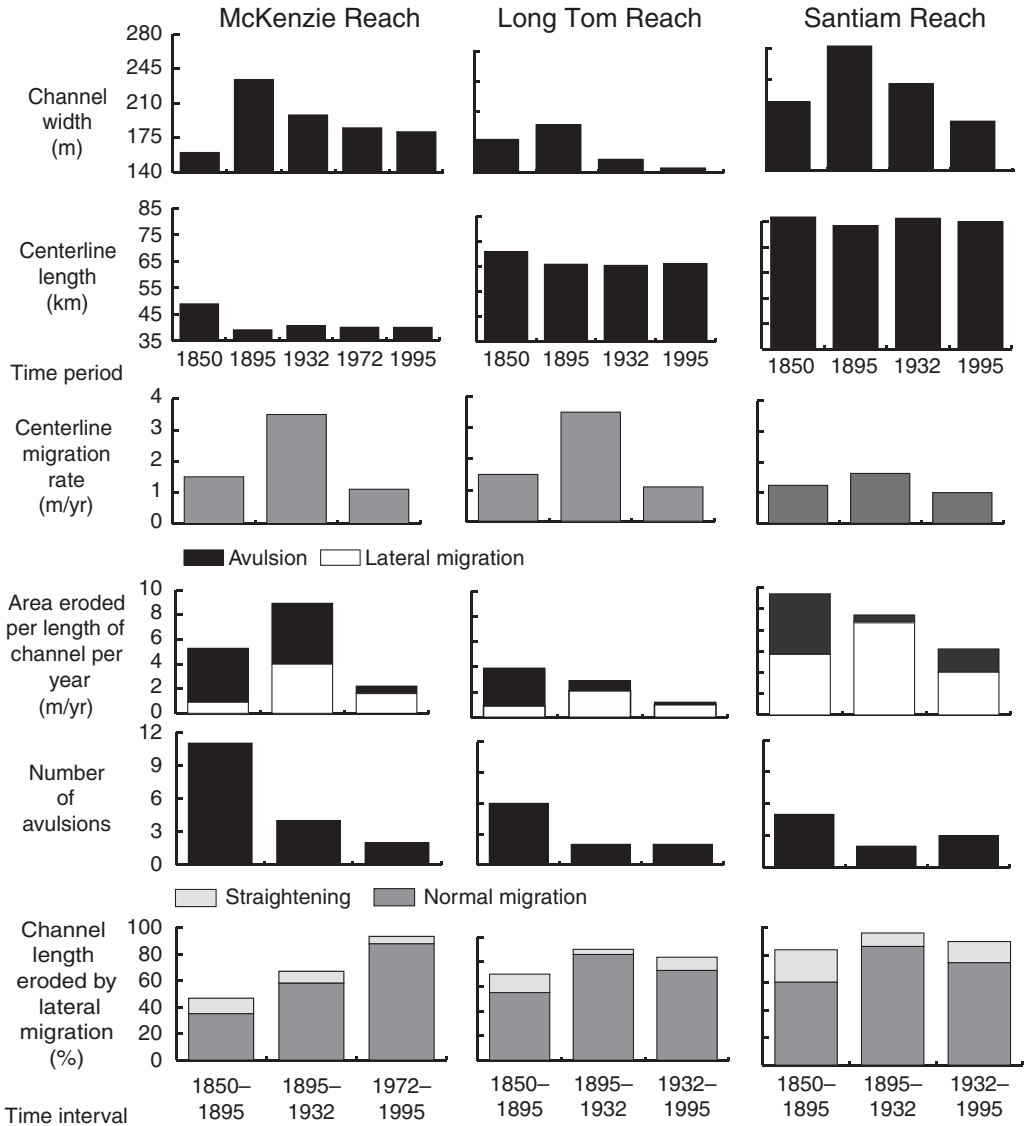 McKenzie Reach
Long Tom Reach
Santiam Reach
Channel
width
(m)
280
245
210
175
140
Centerline
length
(km)
85
75
65
55
45
35
1850 1895 1932 1972 1995
1850 1895 1932 1995
1850 1895 1932 1995
Time period
Centerline
migration
rate
(m/yr)
4
3
2
1
0
Avulsion
Lateral migration
Area eroded
per length of
channel per
year
(m/yr)
10
8
6
4
2
0
Number
of
avulsions
12
9
6
3
0
Straightening
Normal migration
Channel
length
eroded by
lateral
migration
(%)
100
80
60
40
20
0
Time interval
1850–
1895
1895–
1932
1972–
1995
1850–
1895
1895–
1932
1932–
1995
1850–
1895
1895–
1932
1932–
1995